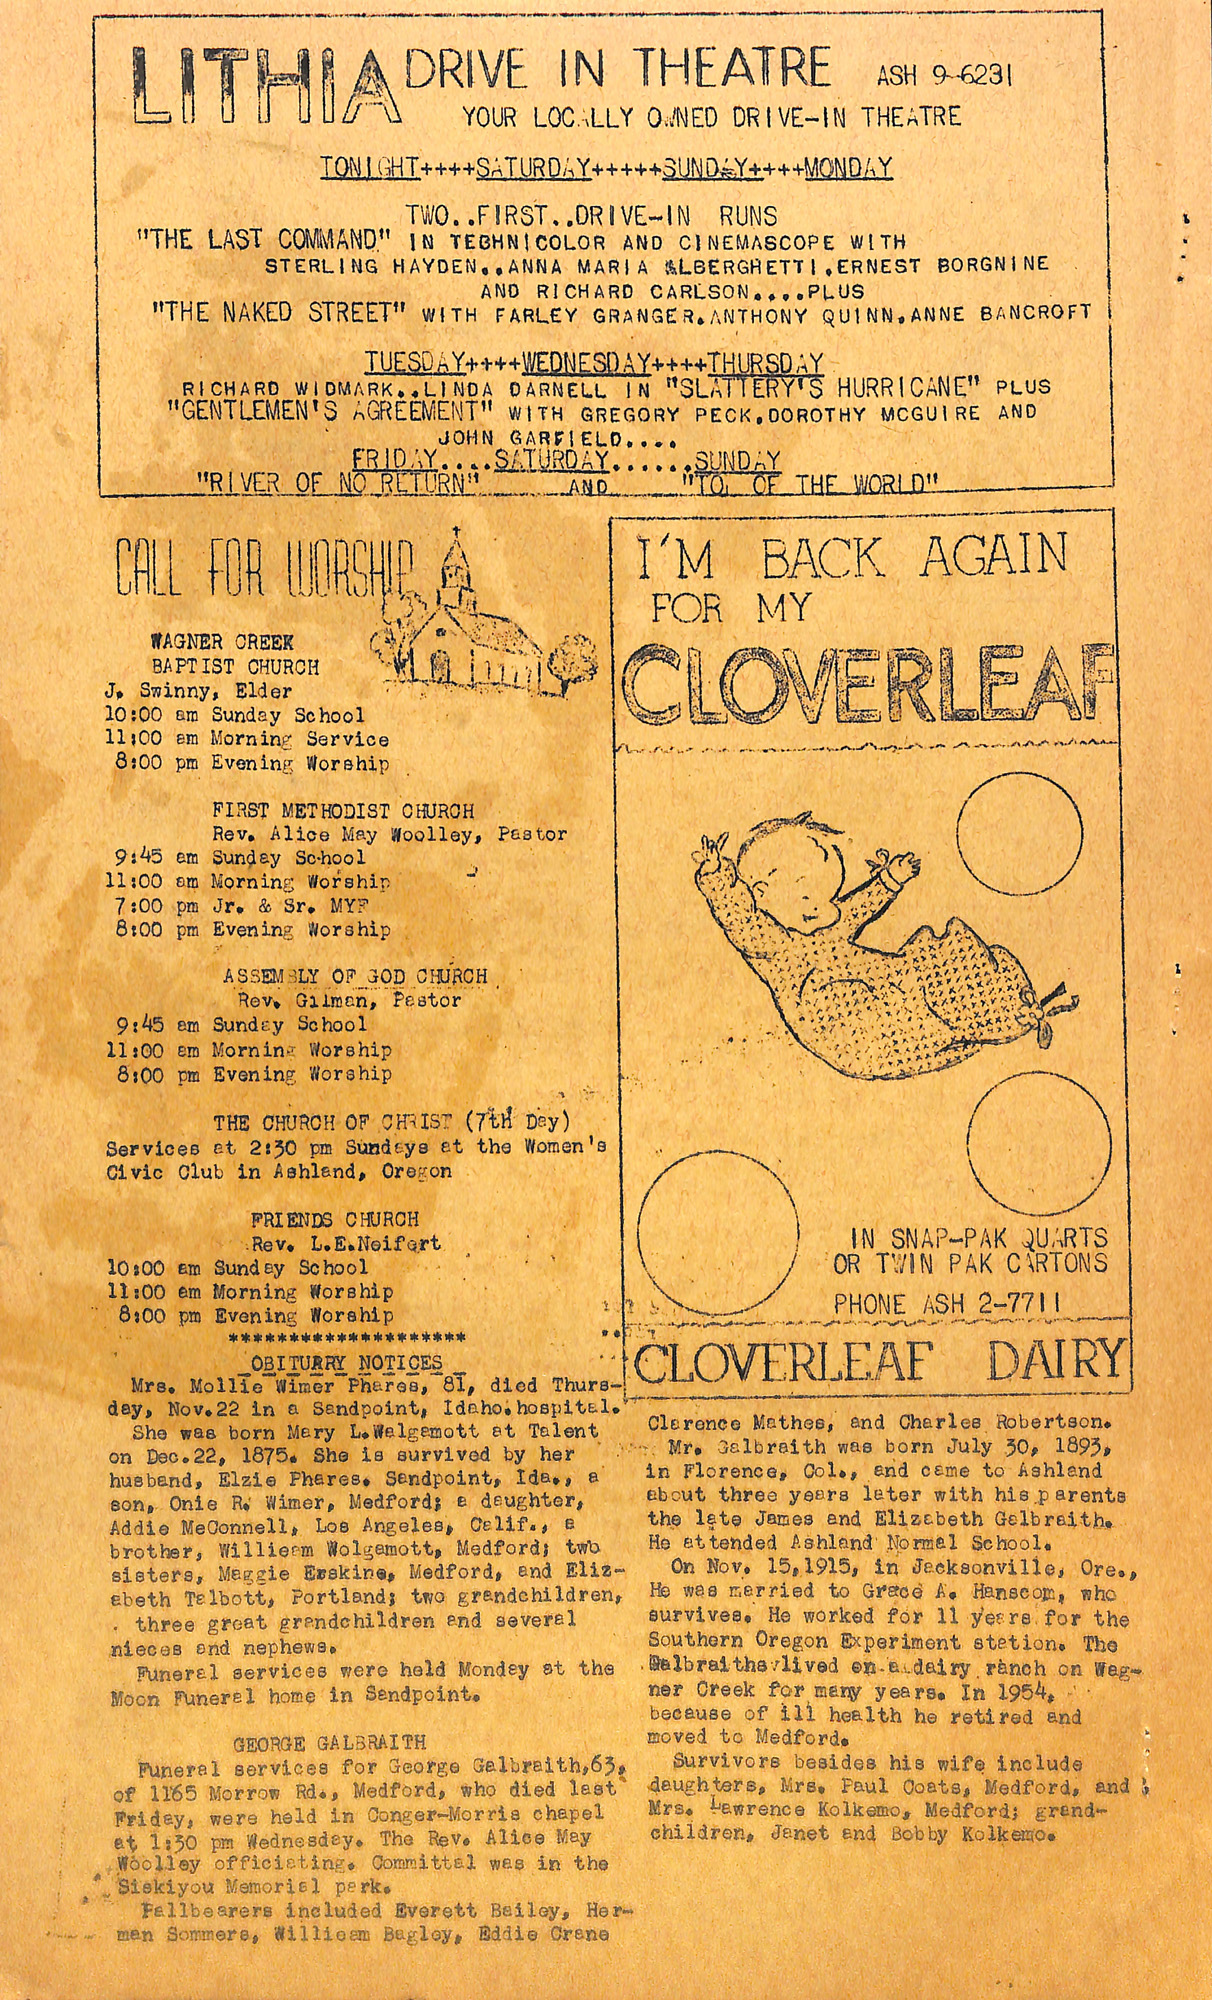 LITHIA DRIVE IN THEATRE ASH 9-6231
YOUR LOCALLY OWNED DRIVE-IN THEATRE
TONIGHT++++SATURDAY+++++SUNDAY++++MONDAY
TWO..FIRST..DRIVE-IN RUNS
"THE LAST COMMAND" IN TECHNICOLOR AND CINEMASCOPE WITH
STERLING HAYDEN..ANNA MARIA ALBERGHETTI.ERNEST BORGNINE
AND RICHARD CARLSON....PLUS
"THE NAKED STREET" WITH FARLEY GRANGER.ANTHONY QUINN.ANNE BANCROFT
TUESDAY++++WEDNESDAY++++THURSDAY
RICHARD WIDMARK..LINDA DARNELL IN "SLATTERY'S HURRICANE" PLUS
"GENTLEMEN'S AGREEMENT" WITH GREGORY PECK.DOROTHY MCGUIRE AND
JOHN GARFIELD....
FRIDAY....SATURDAY......SUNDAY
"RIVER OF NO RETURN" AND "TO, OF THE WORLD"
CALL FOR WORSHIP
WAGNER CREEK
BAPTIST CHURCH
J. Swinny, Elder
10:00 am Sunday School
11:00 am Morning Service
8:00 pm Evening Worship
FIRST METHODIST CHURCH
Rev. Alice May Woolley, Pastor
9:45 am Sunday School
11:00 am Morning Worship
7:00 pm Jr. & Sr. MYF
8:00 pm Evening Worship
ASSEMBLY OF GOD CHURCH
Rev. Gilman, Pastor
9:45 am Sunday School
11:00 am Morning Worship
8:00 pm Evening Worship
THE CHURCH OF CHRIST (7th Day)
Services at 2:30 pm Sundays at the Women's
Civic Club in Ashland, Oregon
FRIENDS CHURCH
Rev. L.E.Neifert
10:00 am Sunday School
11:00 am Morning Worship
8:00 pm Evening Worship
********************
OBITUARY NOTICES
Mrs. Mollie Wimer Phares, 81, died Thurs-
day, Nov.22 in a Sandpoint, Idaho.hospital.
She was born Mary L.Walgamott at Talent
on Dec.22, 1875. She is survived by her
husband, Elzie Phares. Sandpoint, Ida., a
son, Onie R. Wimer, Medford; a daughter,
Addie MeConnell, Los Angeles, Calif., a
brother, Willieam Wolgamott, Medford; two
sisters, Maggie Erskine, Medford, and Eliz-
abeth Talbott, Portland; two grandchildren,
three great grandchildren and several
nieces and nephews.
Funeral services were held Monday at the
Moon Funeral home in Sandpoint.
GEORGE GALBRAITH
Funeral services for George Galbraith,63,
of 1165 Morrow Rd., Medford, who died last
Friday, were held in Conger-Morris chapel
at 1:30 pm Wednesday. The Rev. Alice May
Woolley officiating. Committal was in the
Siskiyou Memorial park.
Pallbearers included Everett Bailey, Her-
man Sommers, Willieam Bagley, Eddie Crane
I'M BACK AGAIN
FOR MY
CLOVERLEAF
IN SNAP-PAK QUARTS
OR TWIN PAK CARTONS
PHONE ASH 2-7711
CLOVERLEAF DAIRY
Clarence Mathes, and Charles Robertson.
Mr. Galbraith was born July 30, 1893,
in Florence, Col., and came to Ashland
about three years later with his parents
the late James and Elizabeth Galbraith.
He attended Ashland Normal School.
On Nov. 15,1915, in Jacksonville, Ore.,
He was married to Grace A. Hanscom, who
survives. He worked for 11 years for the
Southern Oregon Experiment station. The
Galbraiths lived on a dairy ranch on Wag-
ner Creek for many years. In 1954,
because of ill health he retired and
moved to Medford.
Survivors besides his wife include
daughters, Mrs. Paul Coats, Medford, and
Mrs. Lawrence Kolkemo, Medford; grand-
children, Janet and Bobby Kolkemo.